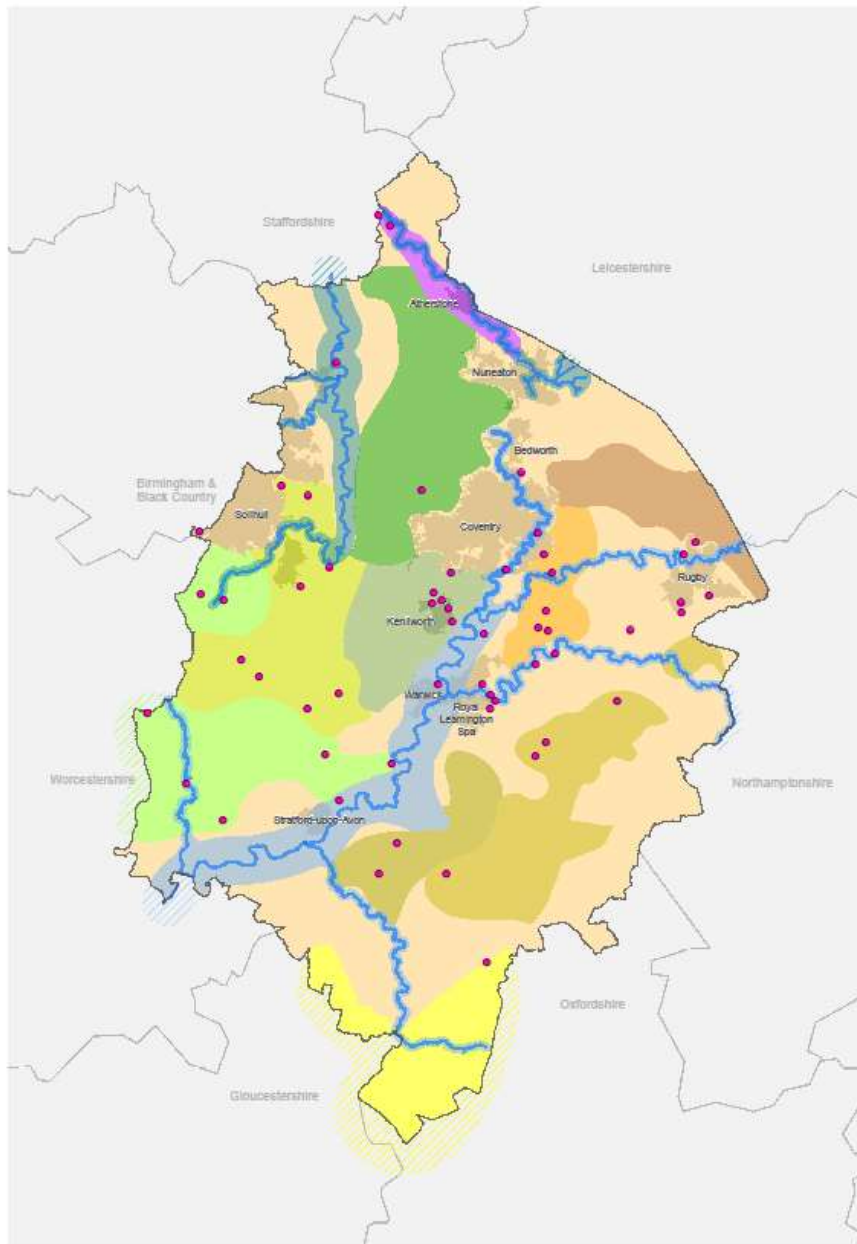 Staffordshire
Leicestershire
Atherstone
Nuneaton
Bedworth
Birmingham &
Black Country
Solihull
Coventry
Rugby
Kenilworth
Warwick
Royal
Leamington
Spa
Worcestershire
Northamptonshire
Stratford-upon-Avon
Oxfordshire
Gloucestershire